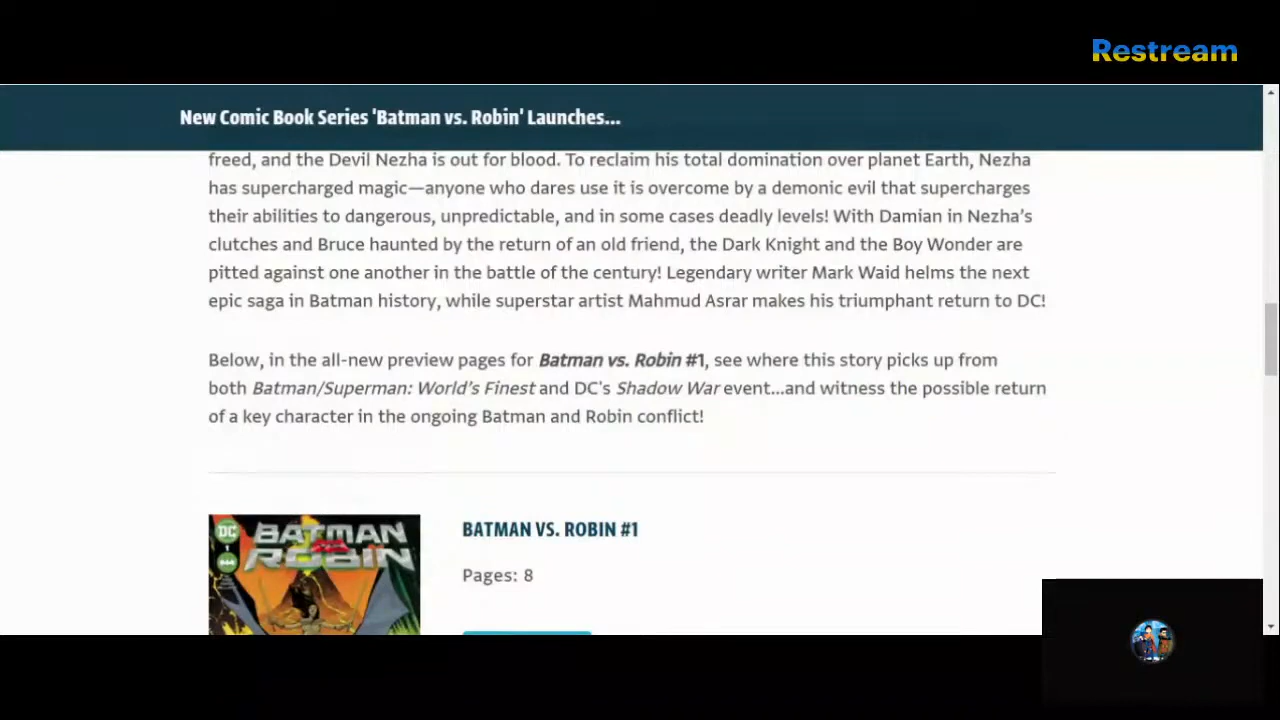 Restream
New Comic Book Series 'Batman vs. Robin' Launches...
freed, and the Devil Nezha is out for blood. To reclaim his total domination over planet Earth, Nezha
has supercharged magic—anyone who dares use it is overcome by a demonic evil that supercharges
their abilities to dangerous, unpredictable, and in some cases deadly levels! With Damian in Nezha's
clutches and Bruce haunted by the return of an old friend, the Dark Knight and the Boy Wonder are
pitted against one another in the battle of the century! Legendary writer Mark Waid helms the next
epic saga in Batman history, while superstar artist Mahmud Asrar makes his triumphant return to DC!
Below, in the all-new preview pages for Batman vs. Robin #1, see where this story picks up from
both Batman/Superman: World's Finest and DC's Shadow War event...and witness the possible return
of a key character in the ongoing Batman and Robin conflict!
DC
1
BATMAN
ROBIN
BATMAN VS. ROBIN #1
Pages: 8